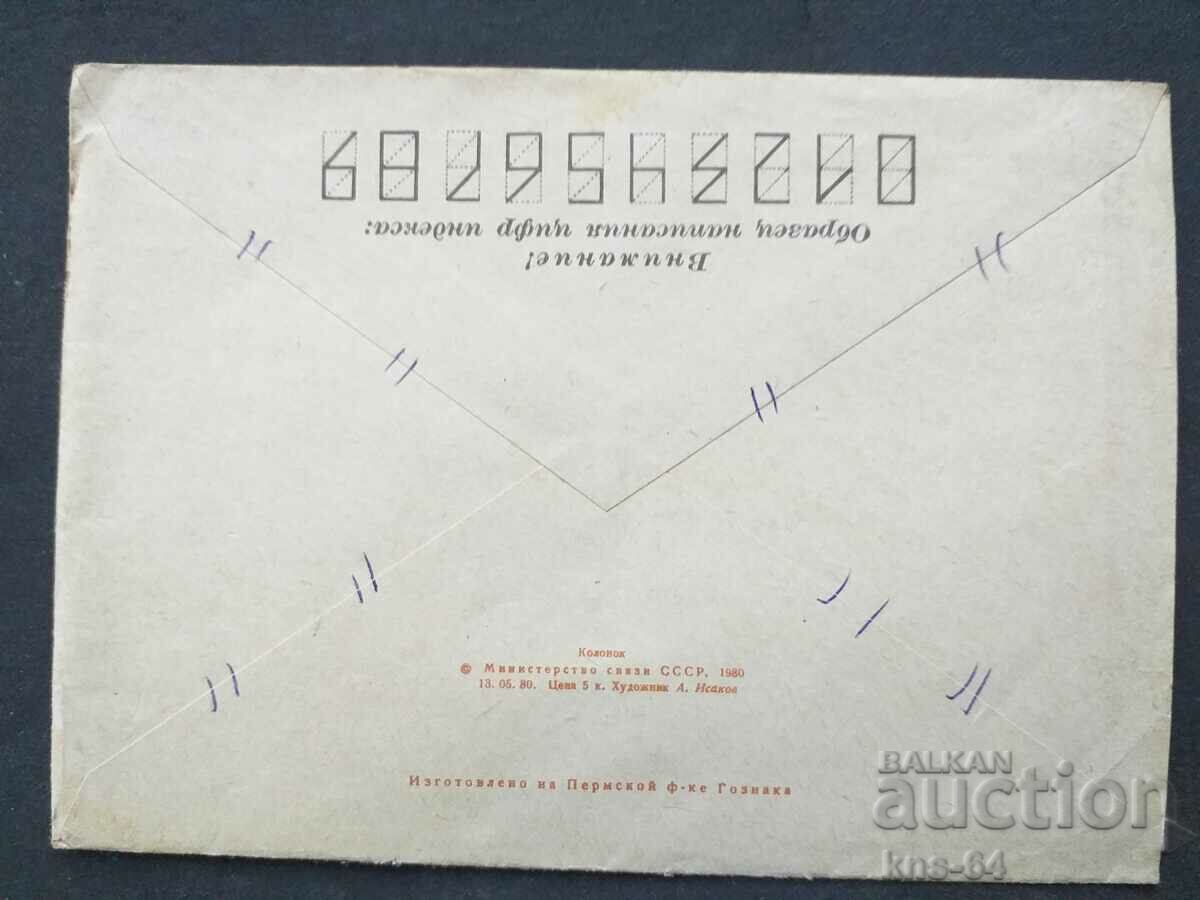 Внимание!
Образец написания цифр индекса:
0123456789
Колонок
© Министерство связи СССР, 1980
13. 05. 80. Цена 5 к. Художник А. Исаков
Изготовлено на Пермской ф-ке Гознака
BALKAN
auction
kns-64